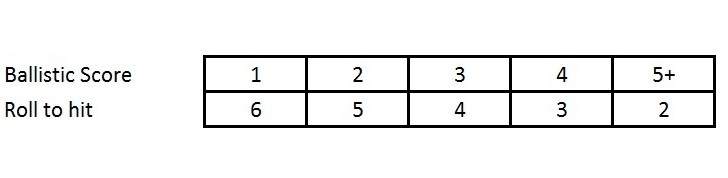 Ballistic Score 1 2 3 4 5+
Roll to hit 6 5 4 3 2